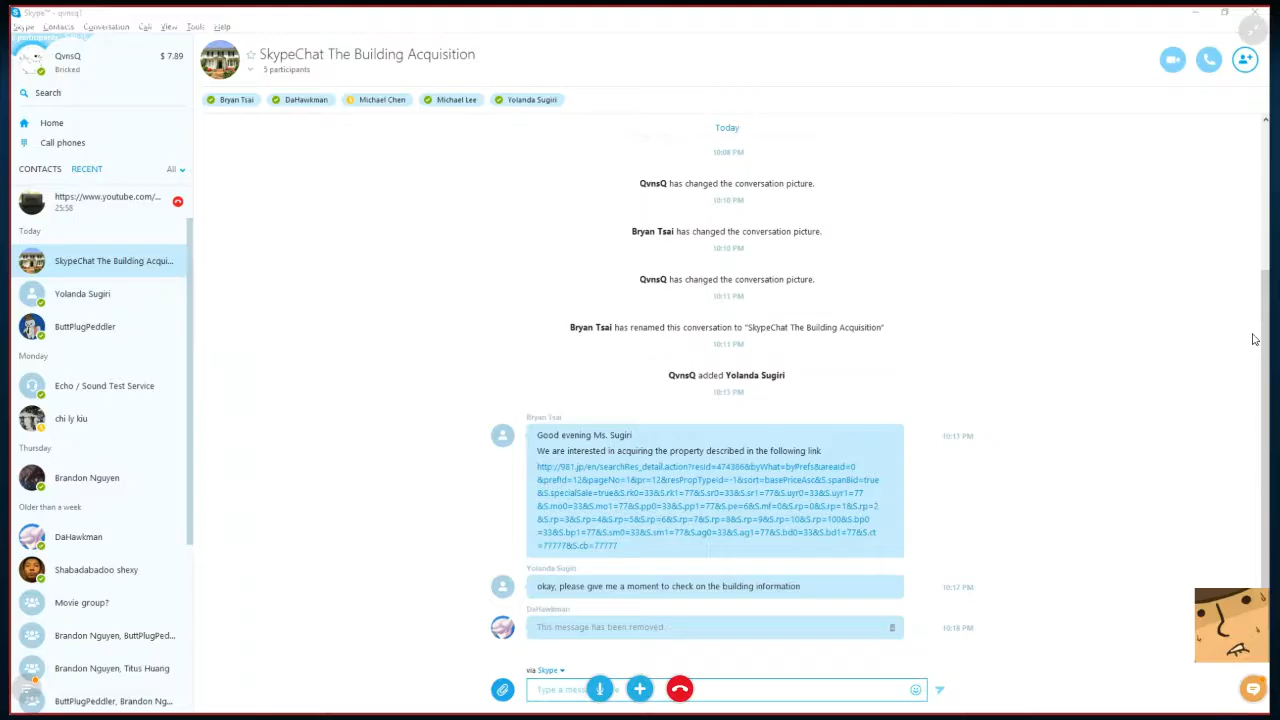 Skype™ - qvnsq!
Skype Contacts Conversation Call View Tools Help
QvnsQ $ 7.89
Bricked
Search
Home
Call phones
CONTACTS RECENT All
https://www.youtube.com/...
25:58
Today
SkypeChat The Building Acqui...
Yolanda Sugiri
ButtPlugPeddler
Monday
Echo / Sound Test Service
chi ly kiu
Thursday
Brandon Nguyen
Older than a week
DaHawkman
Shabadabadoo shexy
Movie group?
Brandon Nguyen, ButtPlugPed...
Brandon Nguyen, Titus Huang
ButtPlugPeddler, Brandon Ng...
SkypeChat The Building Acquisition
5 participants
Bryan Tsai DaHawkman Michael Chen Michael Lee Yolanda Sugiri
Today
10:08 PM
QvnsQ has changed the conversation picture.
10:10 PM
Bryan Tsai has changed the conversation picture.
10:10 PM
QvnsQ has changed the conversation picture.
10:11 PM
Bryan Tsai has renamed this conversation to "SkypeChat The Building Acquisition"
10:11 PM
QvnsQ added Yolanda Sugiri
10:13 PM
Bryan Tsai
Good evening Ms. Sugiri 10:13 PM
We are interested in acquiring the property described in the following link
http://981.jp/en/searchRes_detail.action?resId=474386&byWhat=byPrefs&areaId=0
&prefId=12&pageNo=1&pr=12&resPropTypeId=-1&sort=basePriceAsc&S.spanBid=true
&S.specialSale=true&S.rk0=33&S.rk1=77&S.sr0=33&S.sr1=77&S.uyr0=33&S.uyr1=77
&S.mo0=33&S.mo1=77&S.pp0=33&S.pp1=77&S.pe=6&S.mf=0&S.rp=0&S.rp=1&S.rp=2
&S.rp=3&S.rp=4&S.rp=5&S.rp=6&S.rp=7&S.rp=8&S.rp=9&S.rp=10&S.rp=100&S.bp0
=33&S.bp1=77&S.sm0=33&S.sm1=77&S.ag0=33&S.ag1=77&S.bd0=33&S.bd1=77&S.ct
=77777&S.cb=77777
Yolanda Sugiri
okay, please give me a moment to check on the building information 10:17 PM
DaHawkman
This message has been removed. 10:18 PM
via Skype
Type a mess